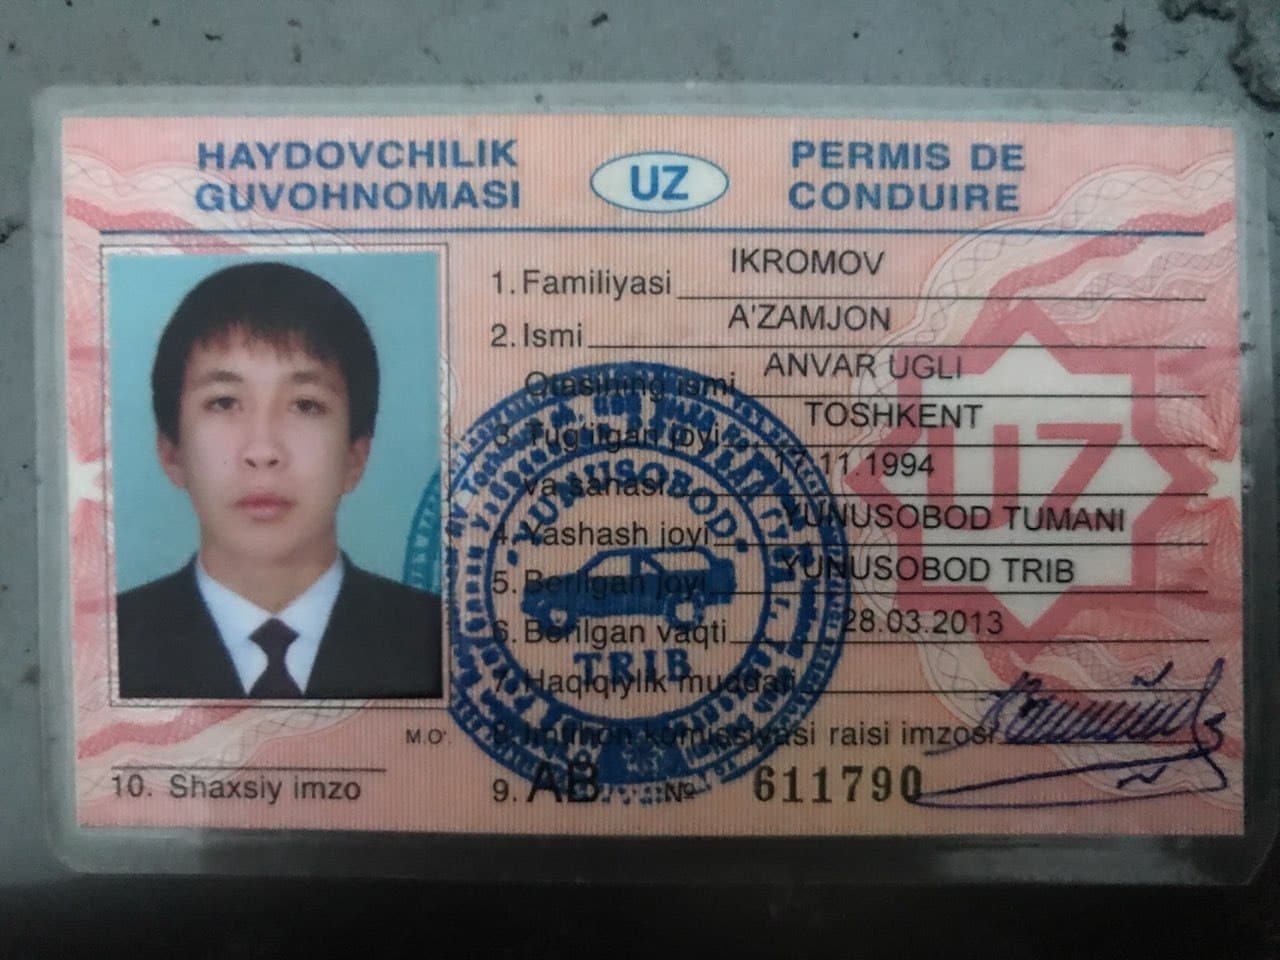 HAYDOVCHILIK
GUVOHNOMASI
UZ
PERMIS DE
CONDUIRE
1. Familiyasi IKROMOV
2. Ismi A'ZAMJON
Otasining ismi ANVAR UGLI
3. Tug'ilgan joyi TOSHKENT
va sanasi 17.11.1994
4. Yashash joyi YUNUSOBOD TUMANI
5. Berilgan joyi YUNUSOBOD TRIB
6. Berilgan vaqti 28.03.2013
7. Haqiqiylik muddati
M.O'. 8. Imtihon komissiyasi raisi imzosi
10. Shaxsiy imzo
9. AB № 611790
YUNUSOBOD
TRIB
UZ